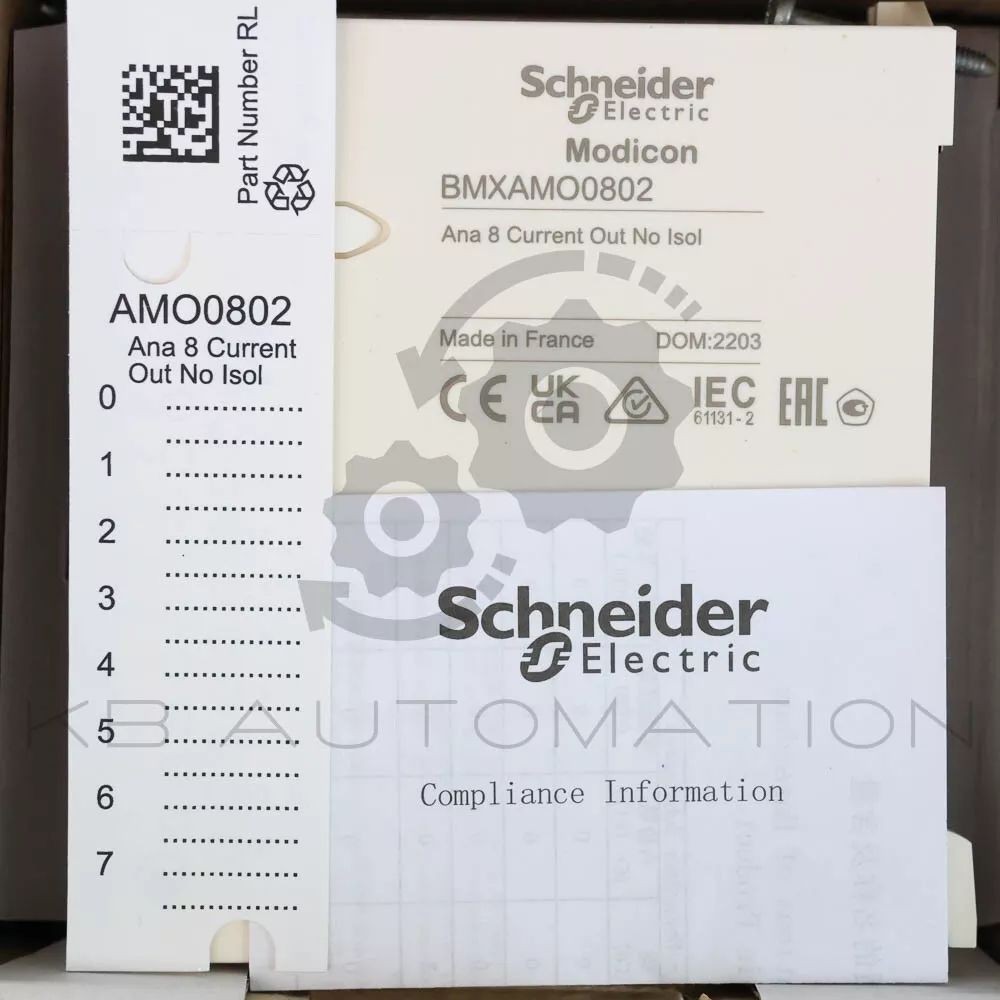 Part Number RL
AMO0802
Ana 8 Current
Out No Isol
0
1
2
3
4
5
6
7
Schneider
Electric
Modicon
BMXAMO0802
Ana 8 Current Out No Isol
Made in France DOM:2203
CE UK CA IEC EAC
61131-2
Schneider
Electric
Compliance Information
KB AUTOMATION